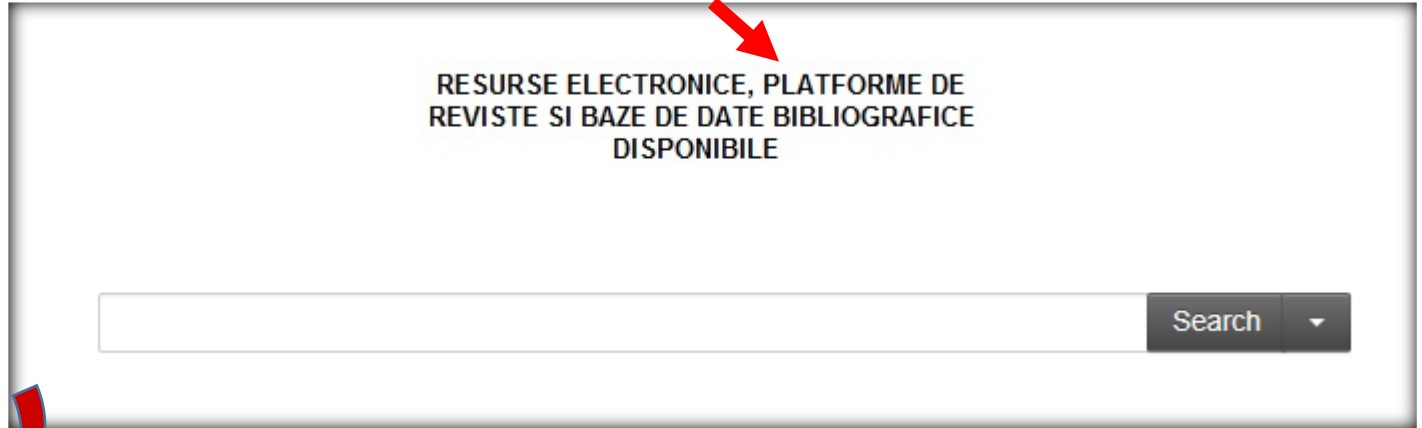 RESURSE ELECTRONICE, PLATFORME DE
REVISTE SI BAZE DE DATE BIBLIOGRAFICE
DISPONIBILE
Search